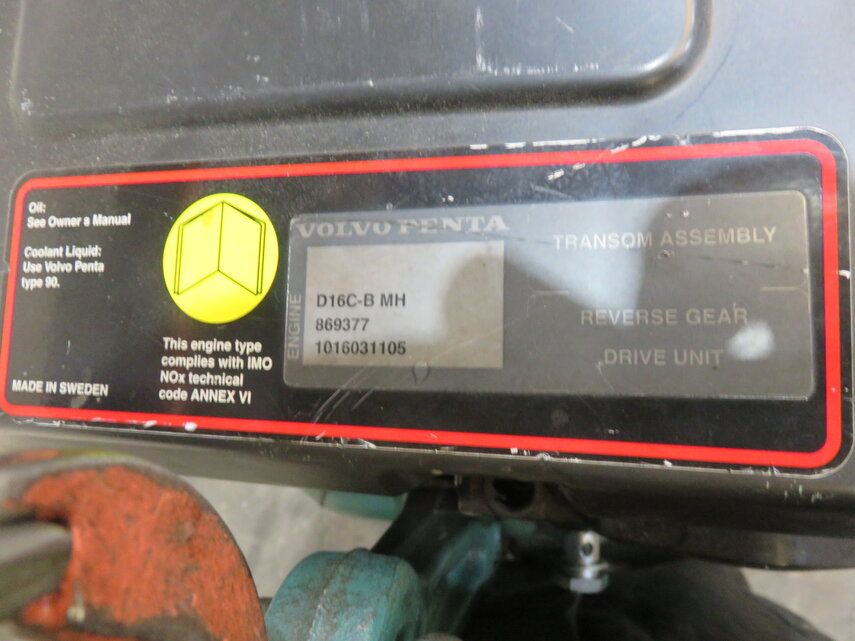 Oil:
See Owner s Manual
Coolant Liquid:
Use Volvo Penta
type 90.
MADE IN SWEDEN
This engine type
complies with IMO
NOx technical
code ANNEX VI
VOLVO PENTA
ENGINE
D16C-B MH
869377
1016031105
TRANSOM ASSEMBLY
REVERSE GEAR
DRIVE UNIT